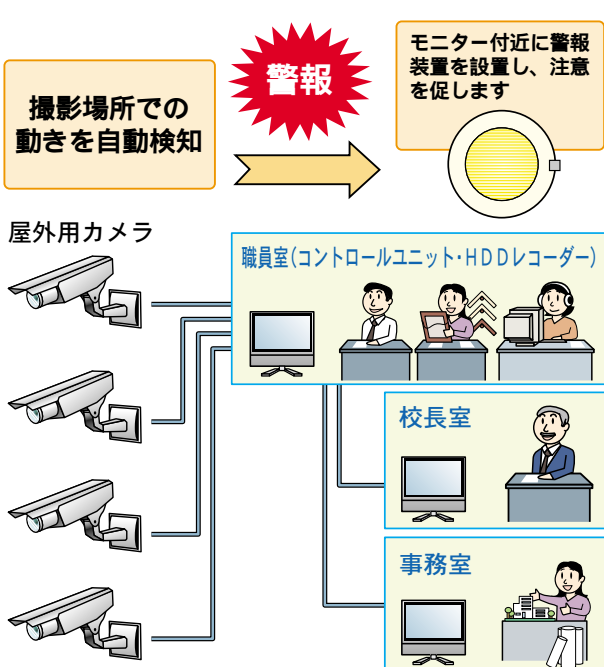 撮影場所での
動きを自動検知
警報
モニター付近に警報
装置を設置し、注意
を促します
屋外用カメラ
職員室(コントロールユニット・HDDレコーダー)
校長室
事務室